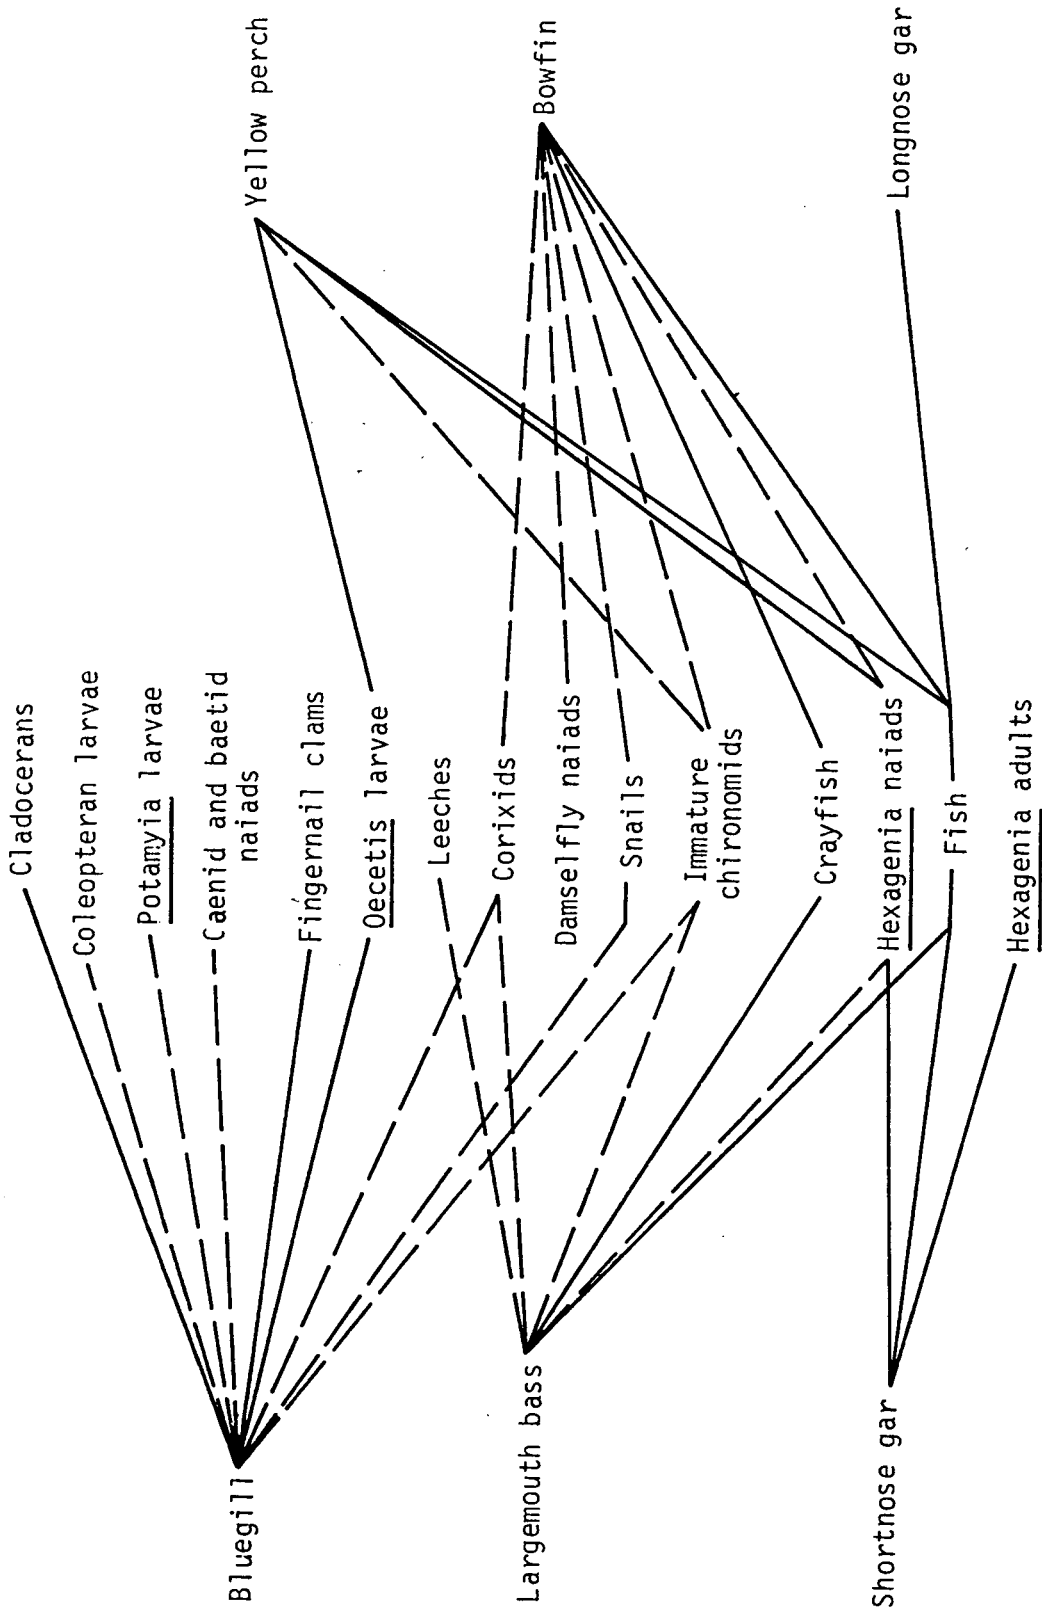 Cladocerans
Coleopteran larvae
Potamyia larvae
Caenid and baetid
naiads
Fingernail clams
Oecetis larvae
Leeches
Corixids
Damselfly naiads
Snails
Immature
chironomids
Crayfish
Hexagenia naiads
Fish
Hexagenia adults
Bluegill
Largemouth bass
Shortnose gar
Yellow perch
Bowfin
Longnose gar